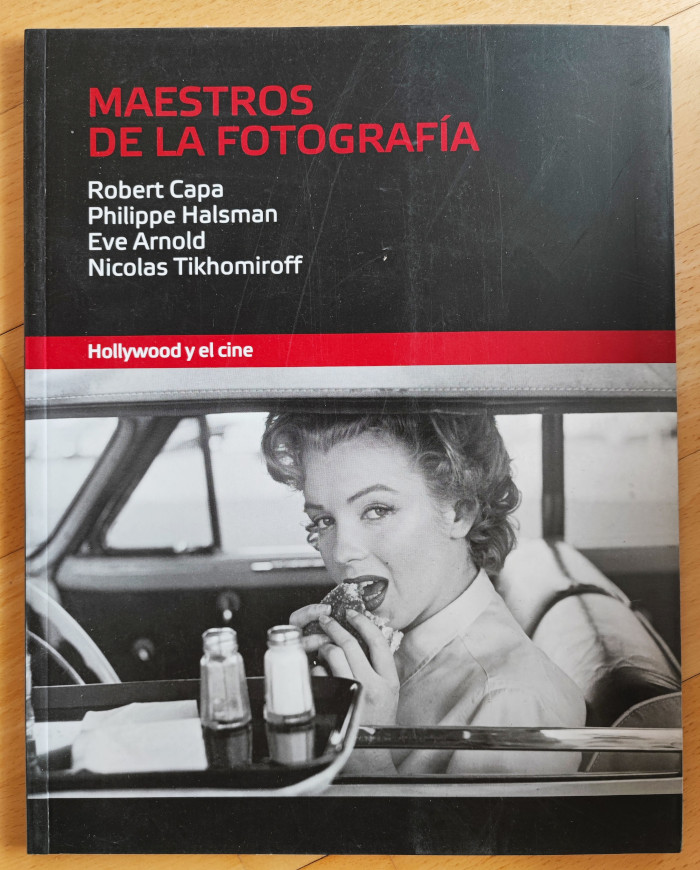 MAESTROS
DE LA FOTOGRAFÍA
Robert Capa
Philippe Halsman
Eve Arnold
Nicolas Tikhomiroff
Hollywood y el cine